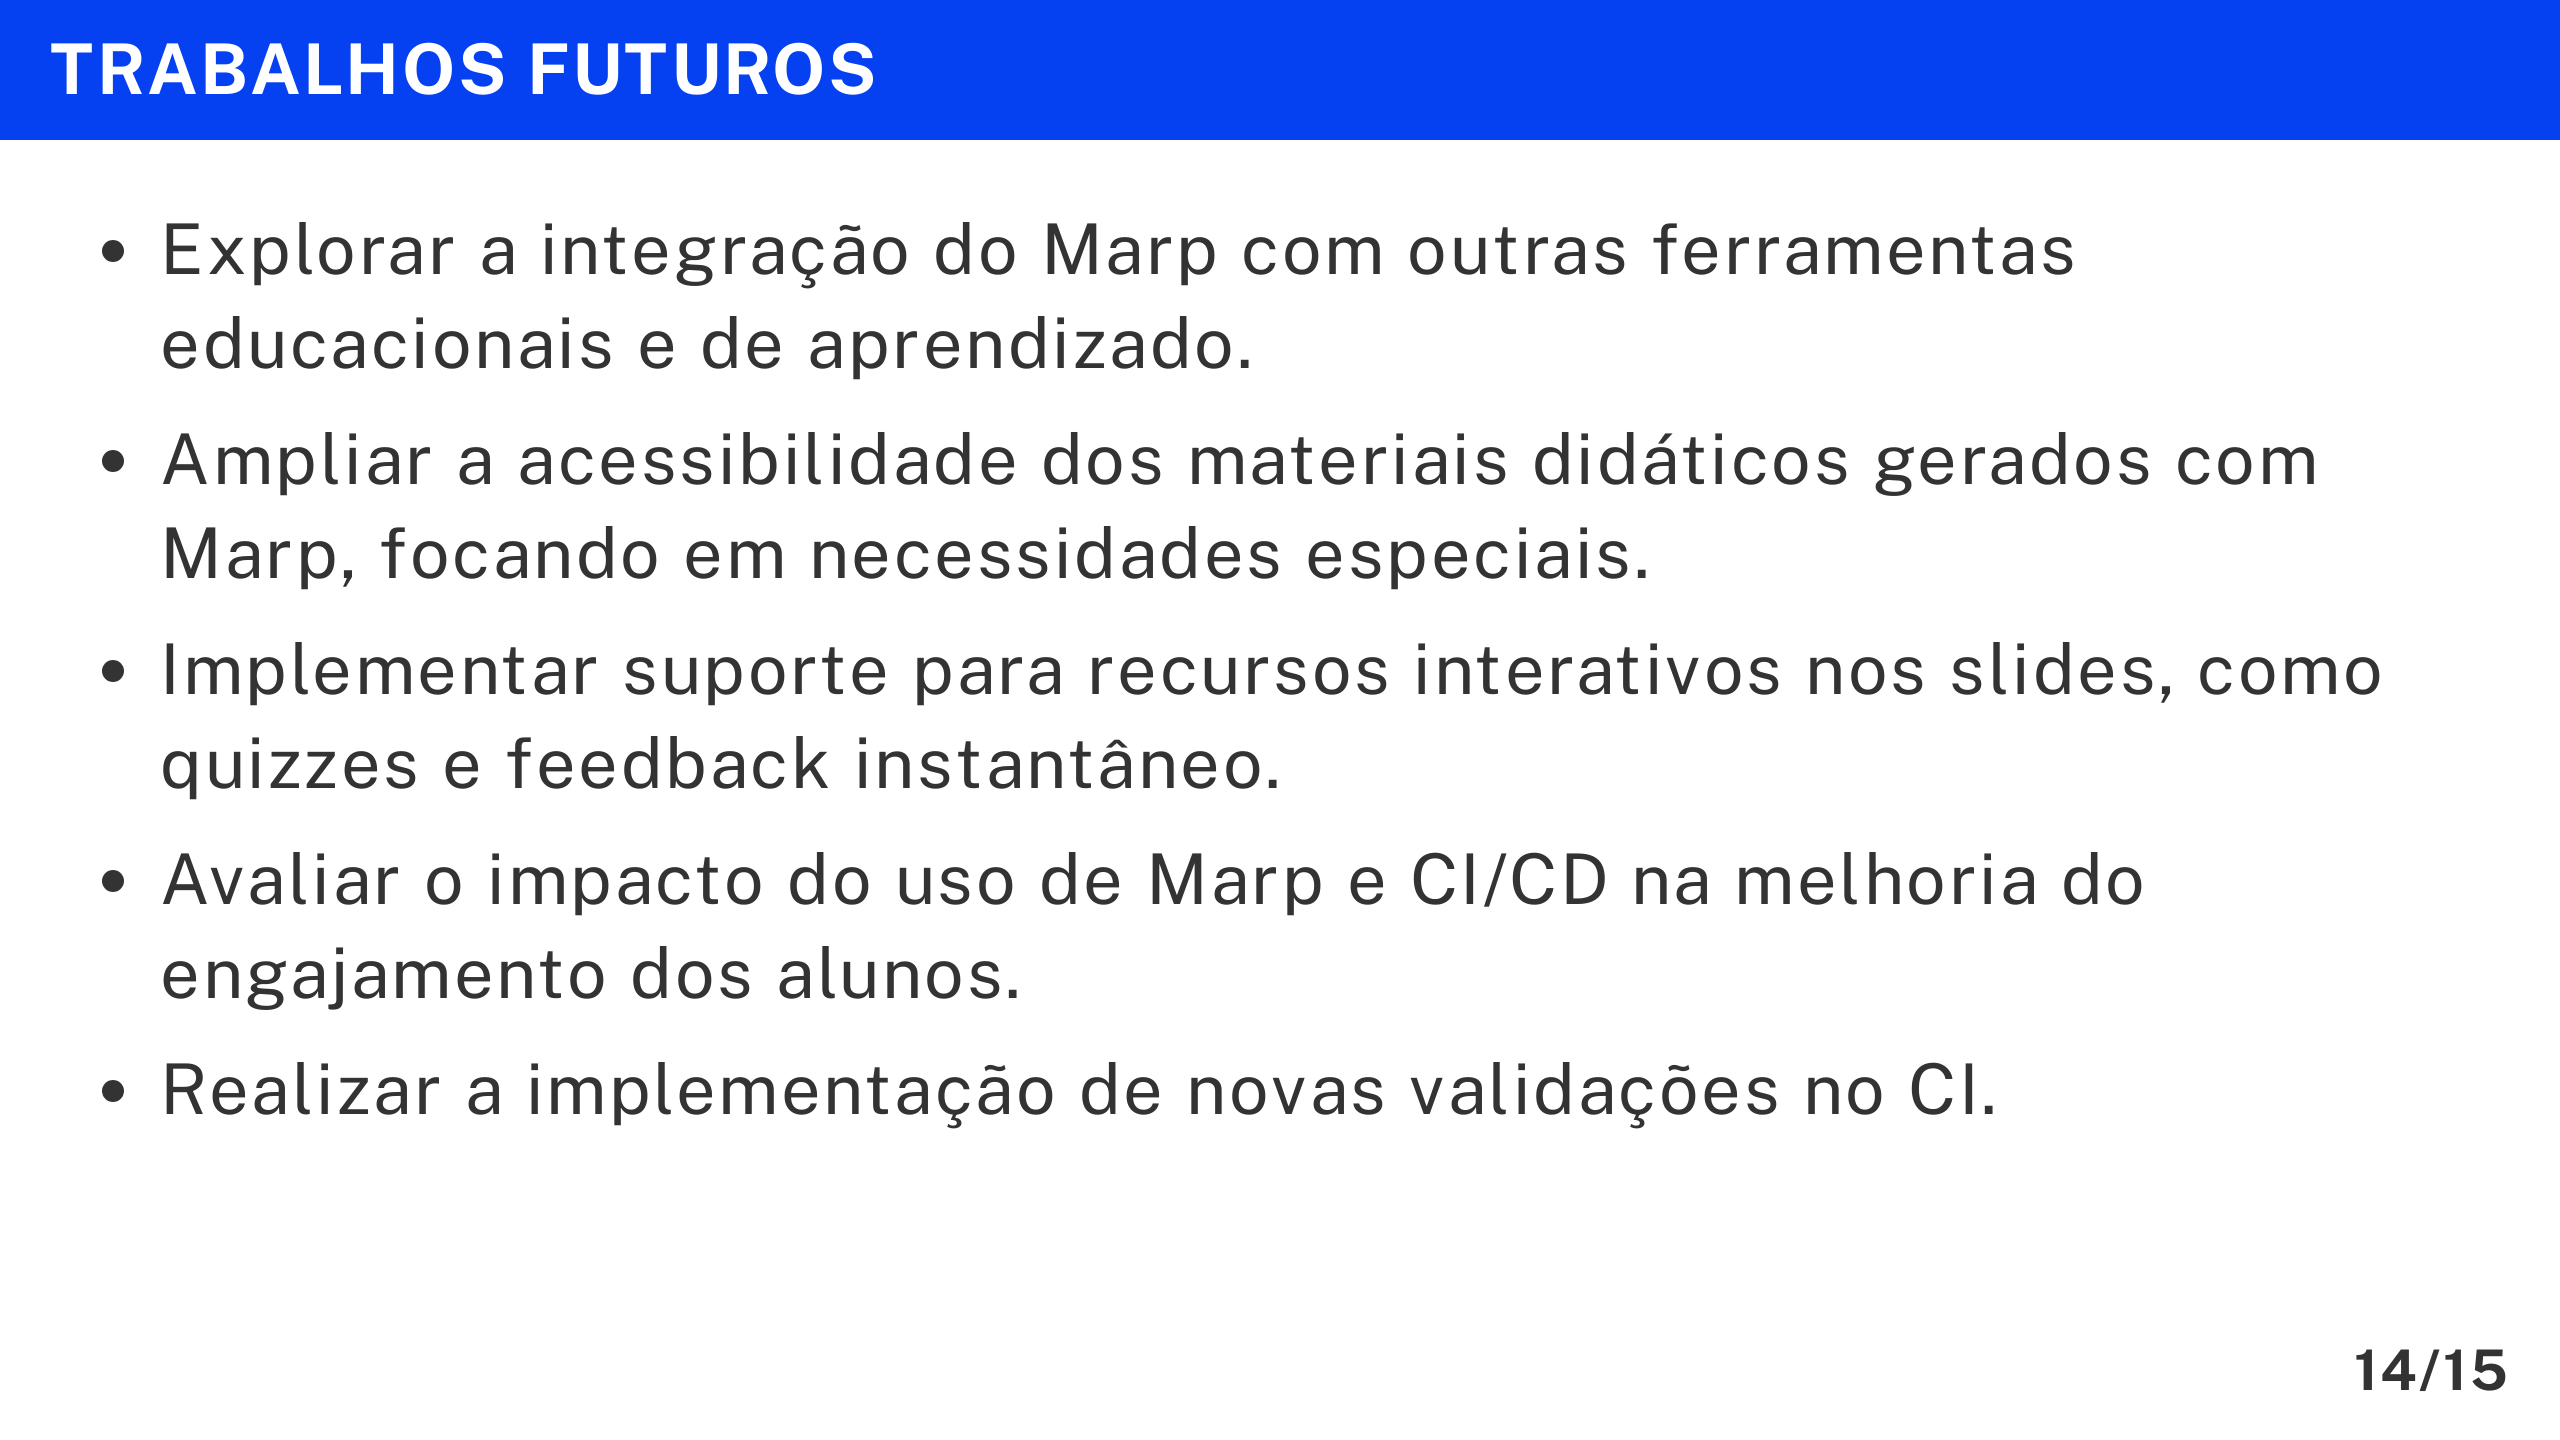 TRABALHOS FUTUROS
• Explorar a integração do Marp com outras ferramentas
educacionais e de aprendizado.
• Ampliar a acessibilidade dos materiais didáticos gerados com
Marp, focando em necessidades especiais.
• Implementar suporte para recursos interativos nos slides, como
quizzes e feedback instantâneo.
• Avaliar o impacto do uso de Marp e CI/CD na melhoria do
engajamento dos alunos.
• Realizar a implementação de novas validações no CI.
14/15